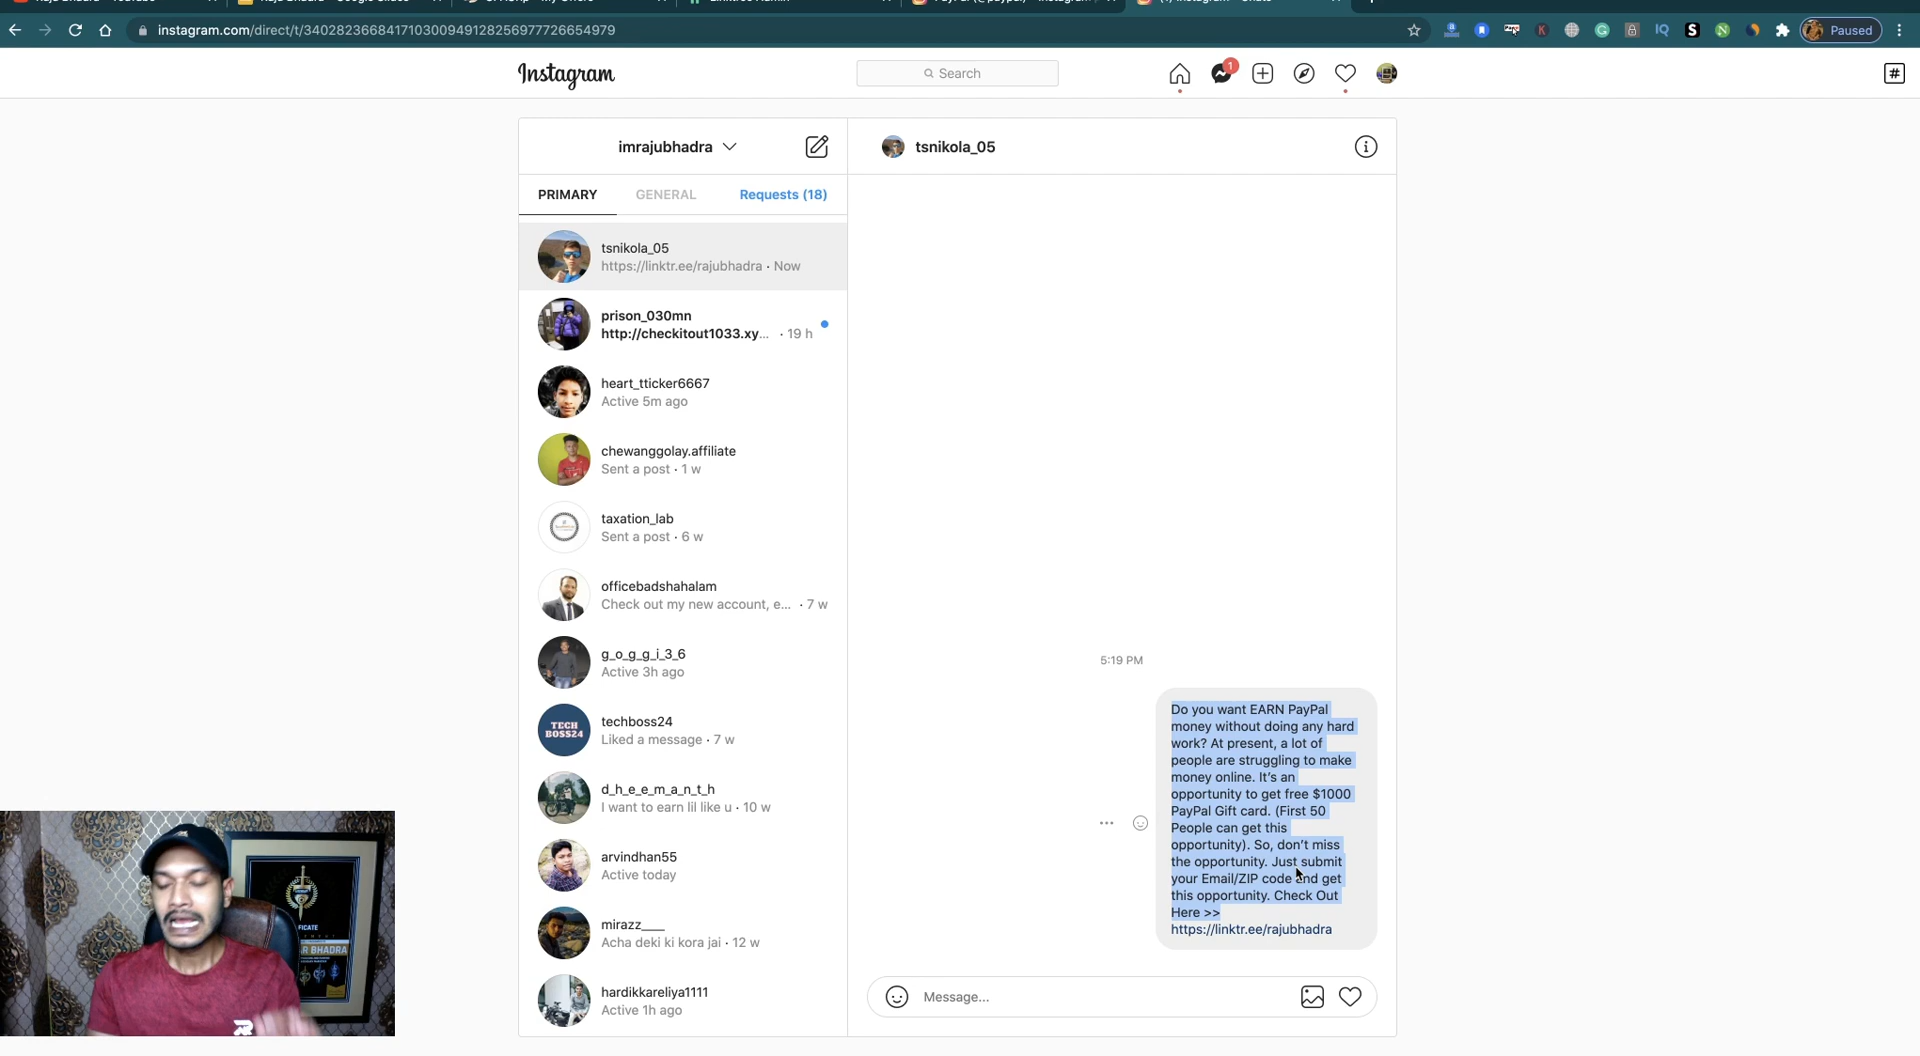 instagram.com/direct/t/340282366841710300949128256977726654979
Paused
Instagram
Search
1
#
imrajubhadra
tsnikola_05
PRIMARY
GENERAL
Requests (18)
tsnikola_05
https://linktr.ee/rajubhadra · Now
prison_030mn
http://checkitout1033.xy... · 19 h
heart_tticker6667
Active 5m ago
chewanggolay.affiliate
Sent a post · 1 w
taxation_lab
Sent a post · 6 w
officebadshahalam
Check out my new account, e... · 7 w
g_o_g_g_i_3_6
Active 3h ago
TECH
BOSS24
techboss24
Liked a message · 7 w
d_h_e_e_m_a_n_t_h
I want to earn lil like u · 10 w
arvindhan55
Active today
mirazz____
Acha deki ki kora jai · 12 w
hardikkareliya1111
Active 1h ago
5:19 PM
Do you want EARN PayPal
money without doing any hard
work? At present, a lot of
people are struggling to make
money online. It's an
opportunity to get free $1000
PayPal Gift card. (First 50
People can get this
opportunity). So, don't miss
the opportunity. Just submit
your Email/ZIP code and get
this opportunity. Check Out
Here >>
https://linktr.ee/rajubhadra
Message...
FICATE
AR BHADRA